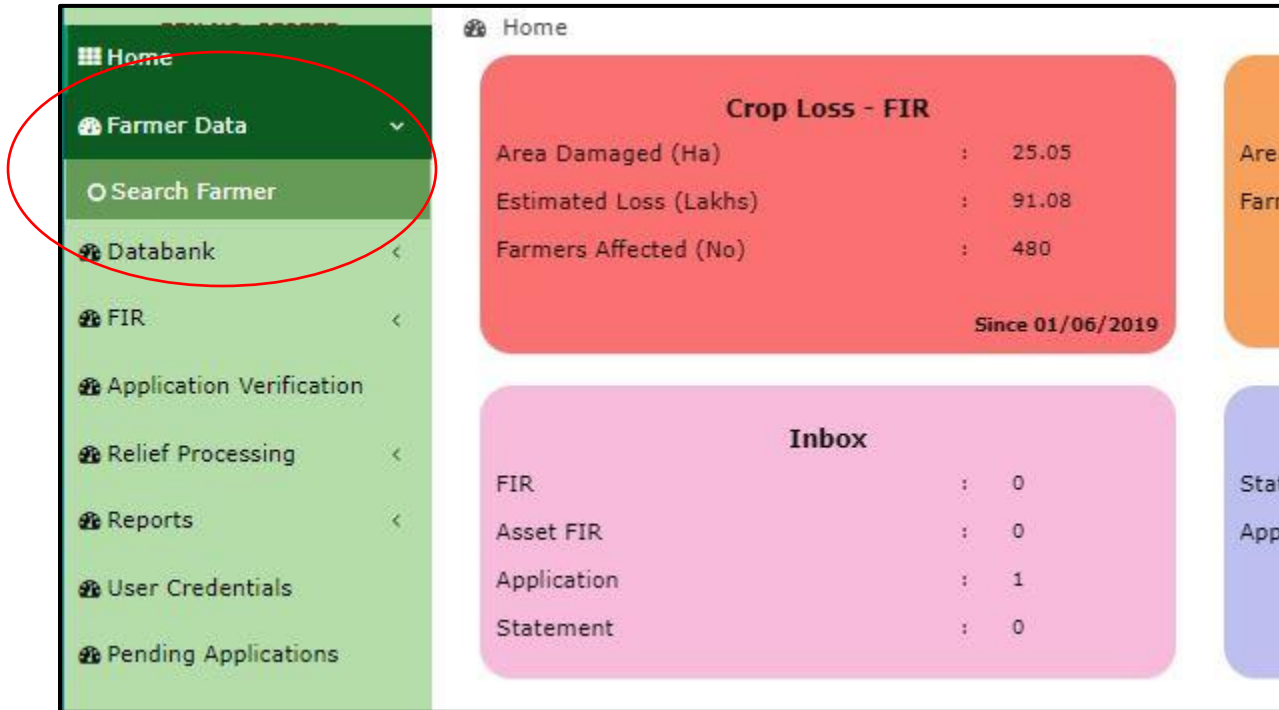 Home
Farmer Data
Search Farmer
Databank
FIR
Application Verification
Relief Processing
Reports
User Credentials
Pending Applications
Home
Crop Loss - FIR
Area Damaged (Ha) : 25.05
Estimated Loss (Lakhs) : 91.08
Farmers Affected (No) : 480
Since 01/06/2019
Inbox
FIR : 0
Asset FIR : 0
Application : 1
Statement : 0